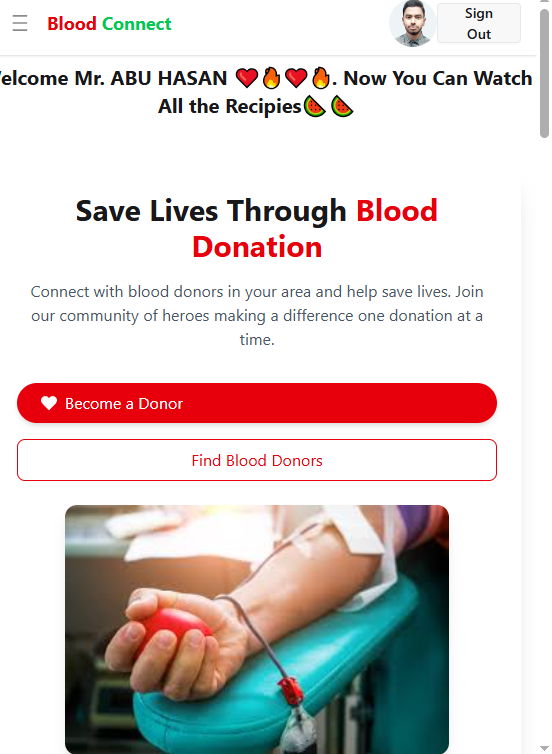 ☰ Blood Connect
Sign
Out
elcome Mr. ABU HASAN ❤️🔥❤️🔥. Now You Can Watch
All the Recipies🍉🍉
Save Lives Through Blood
Donation
Connect with blood donors in your area and help save lives. Join
our community of heroes making a difference one donation at a
time.
Become a Donor
Find Blood Donors